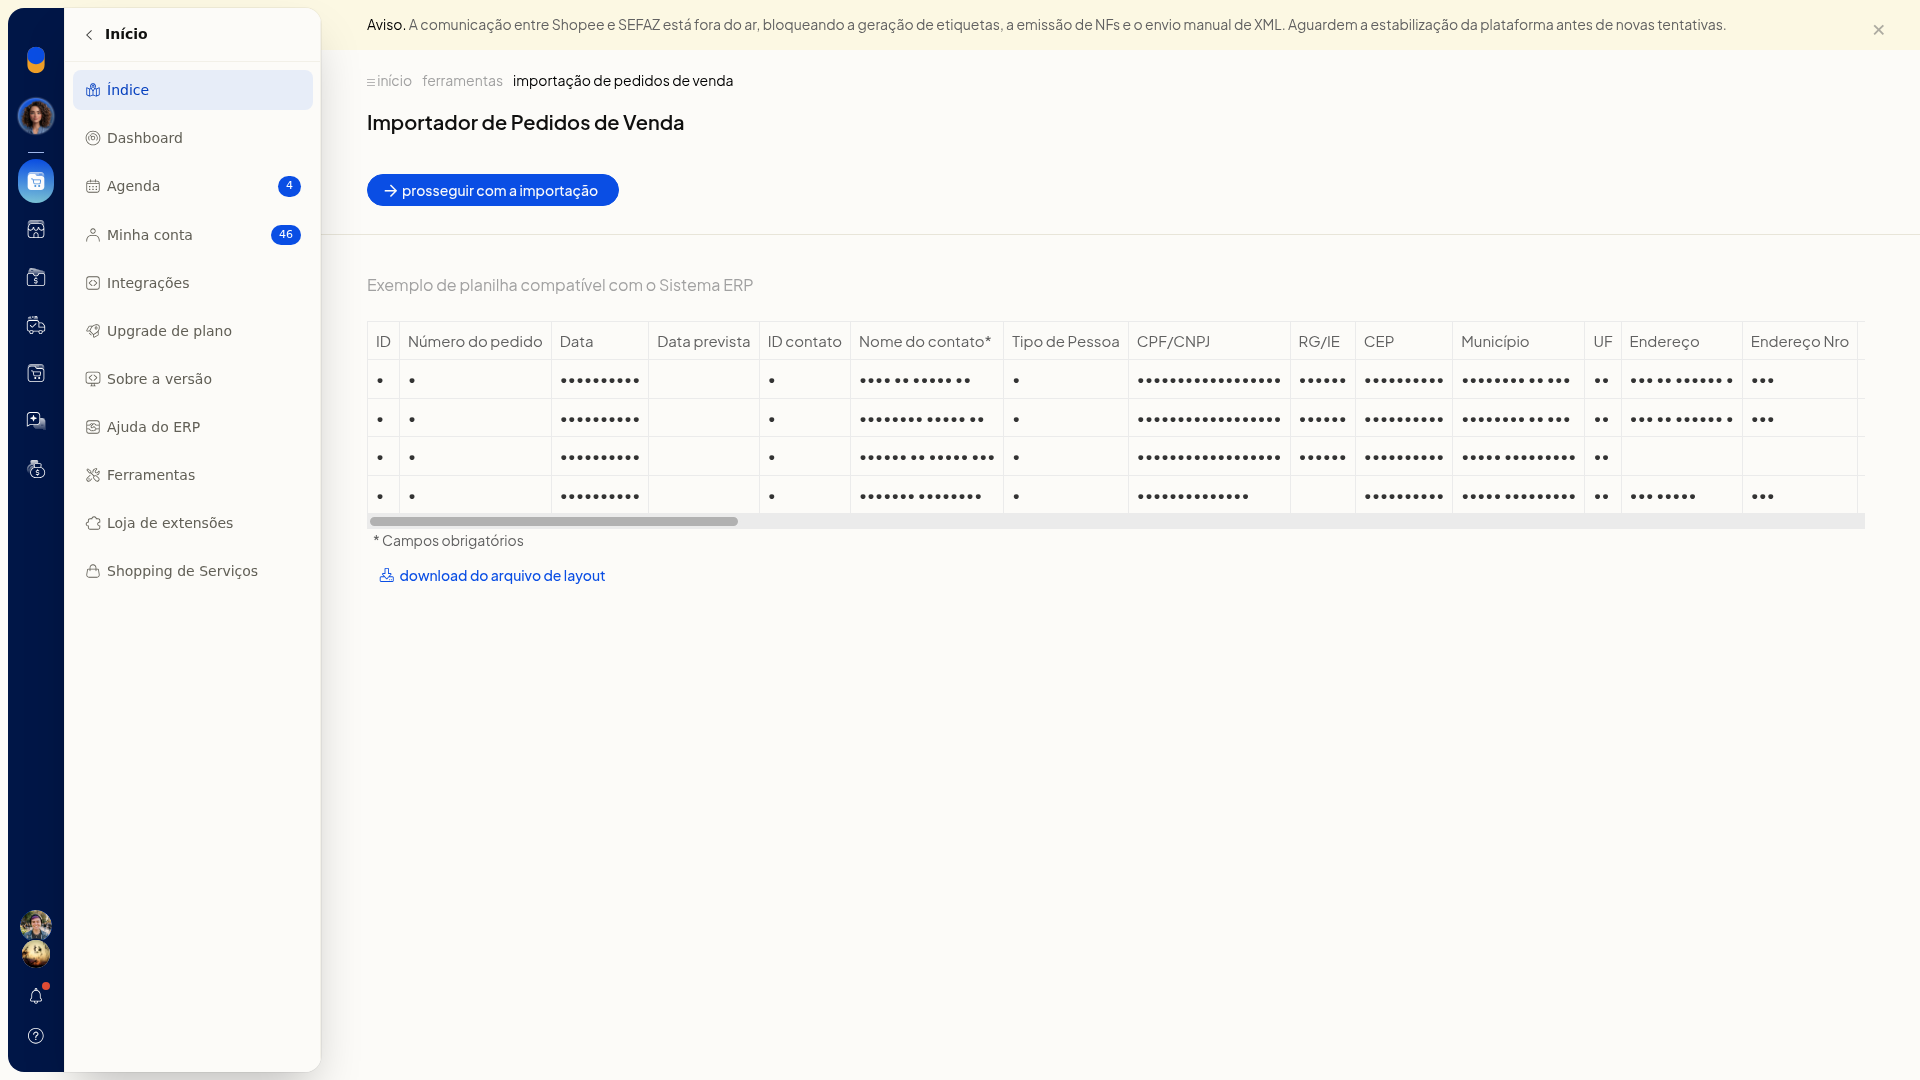 Início
Índice
Dashboard
Agenda 4
Minha conta 46
Integrações
Upgrade de plano
Sobre a versão
Ajuda do ERP
Ferramentas
Loja de extensões
Shopping de Serviços
Aviso. A comunicação entre Shopee e SEFAZ está fora do ar, bloqueando a geração de etiquetas, a emissão de NFs e o envio manual de XML. Aguardem a estabilização da plataforma antes de novas tentativas.
início ferramentas importação de pedidos de venda
Importador de Pedidos de Venda
prosseguir com a importação
Exemplo de planilha compatível com o Sistema ERP
ID Número do pedido Data Data prevista ID contato Nome do contato* Tipo de Pessoa CPF/CNPJ RG/IE CEP Município UF Endereço Endereço Nro
* Campos obrigatórios
download do arquivo de layout